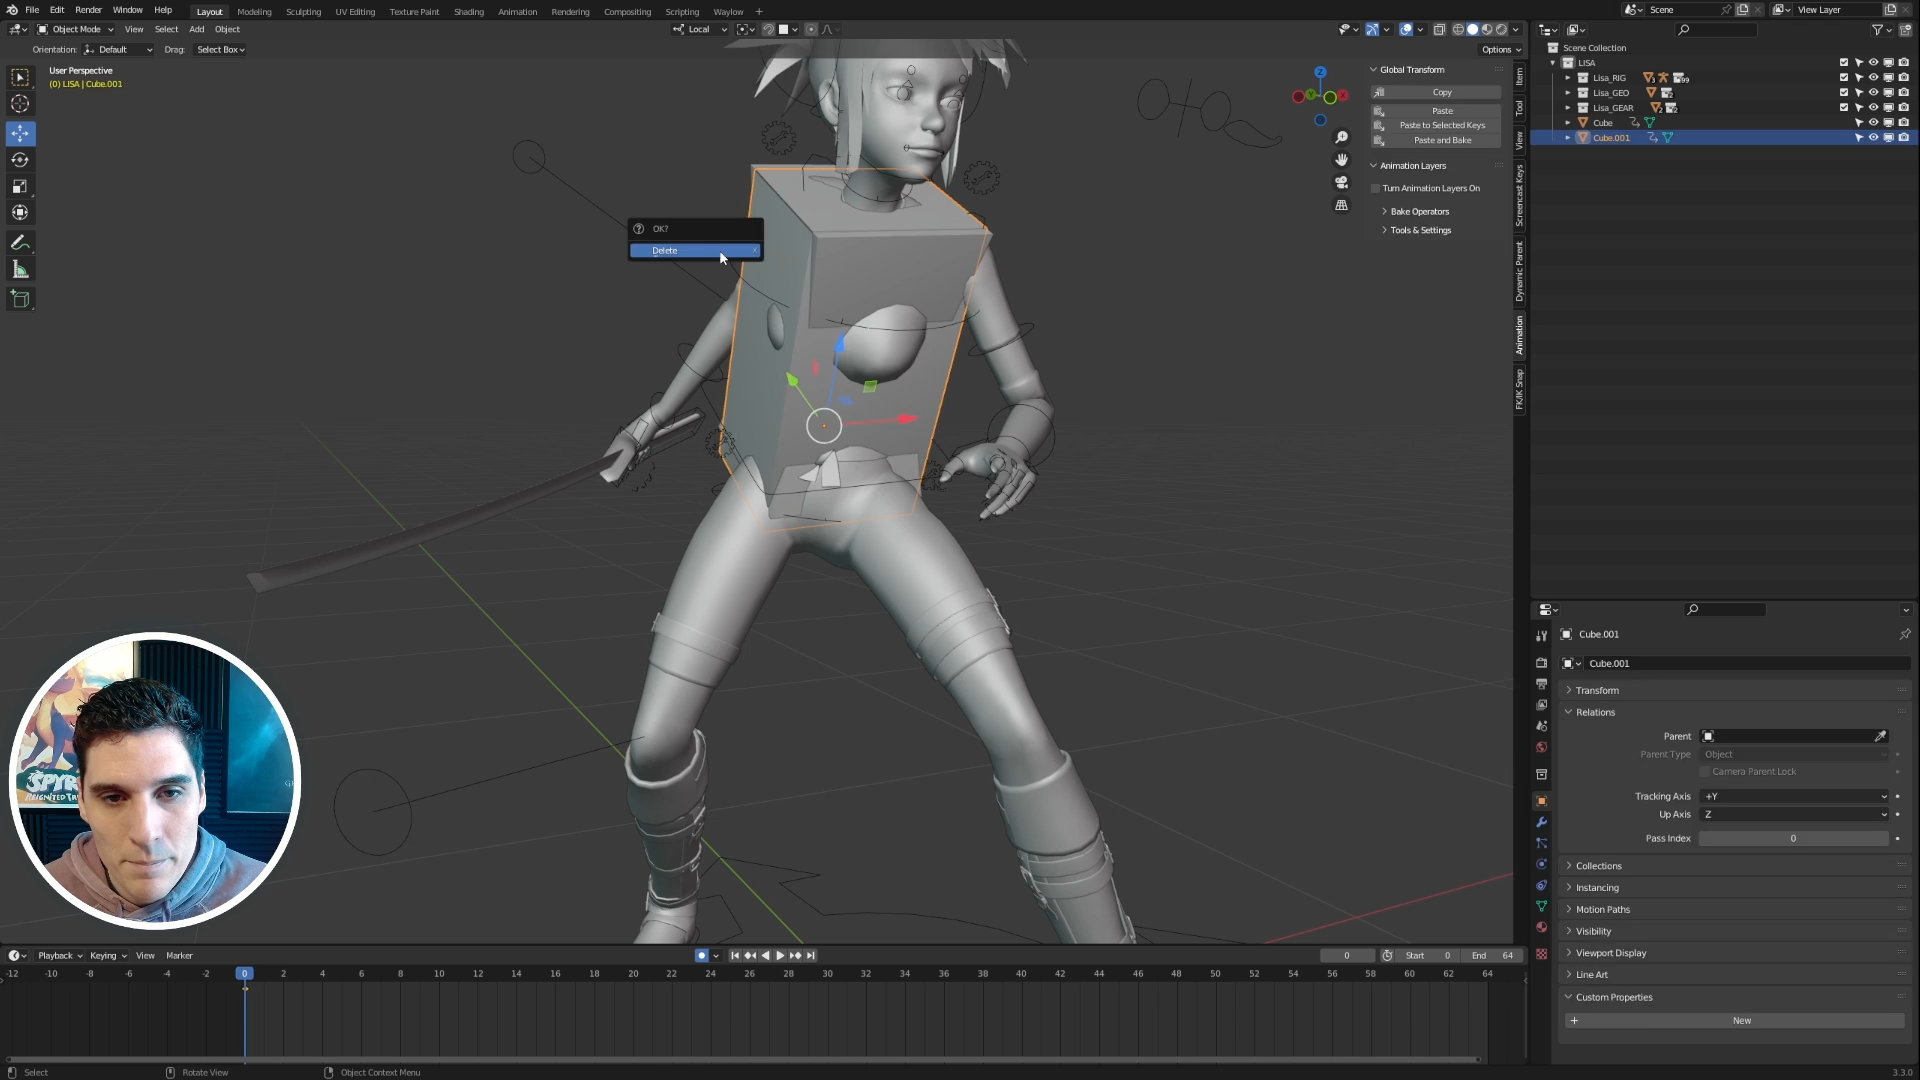 File Edit Render Window Help
Layout Modeling Sculpting UV Editing Texture Paint Shading Animation Rendering Compositing Scripting Waylow +
Scene
View Layer
Object Mode View Select Add Object
Local
Orientation: Default Drag: Select Box
Options
User Perspective
(0) LISA | Cube.001
Global Transform
Copy
Paste
Paste to Selected Keys
Paste and Bake
Animation Layers
Turn Animation Layers On
Bake Operators
Tools & Settings
Item
Tool
View
Screencast Keys
Dynamic Parent
Animation
FK/IK Snap
Z
X
Y
Scene Collection
LISA
Lisa_RIG
Lisa_GEO
Lisa_GEAR
Cube
Cube.001
OK?
Delete
SPYR
REIGNITED TR
Cube.001
Cube.001
Transform
Relations
Parent
Parent Type Object
Camera Parent Lock
Tracking Axis +Y
Up Axis Z
Pass Index 0
Collections
Instancing
Motion Paths
Visibility
Viewport Display
Line Art
Custom Properties
+ New
Playback Keying View Marker
0 Start 0 End 64
-12 -10 -8 -6 -4 -2 0 2 4 6 8 10 12 14 16 18 20 22 24 26 28 30 32 34 36 38 40 42 44 46 48 50 52 54 56 58 60 62 64
Select Rotate View Object Context Menu
3.3.0